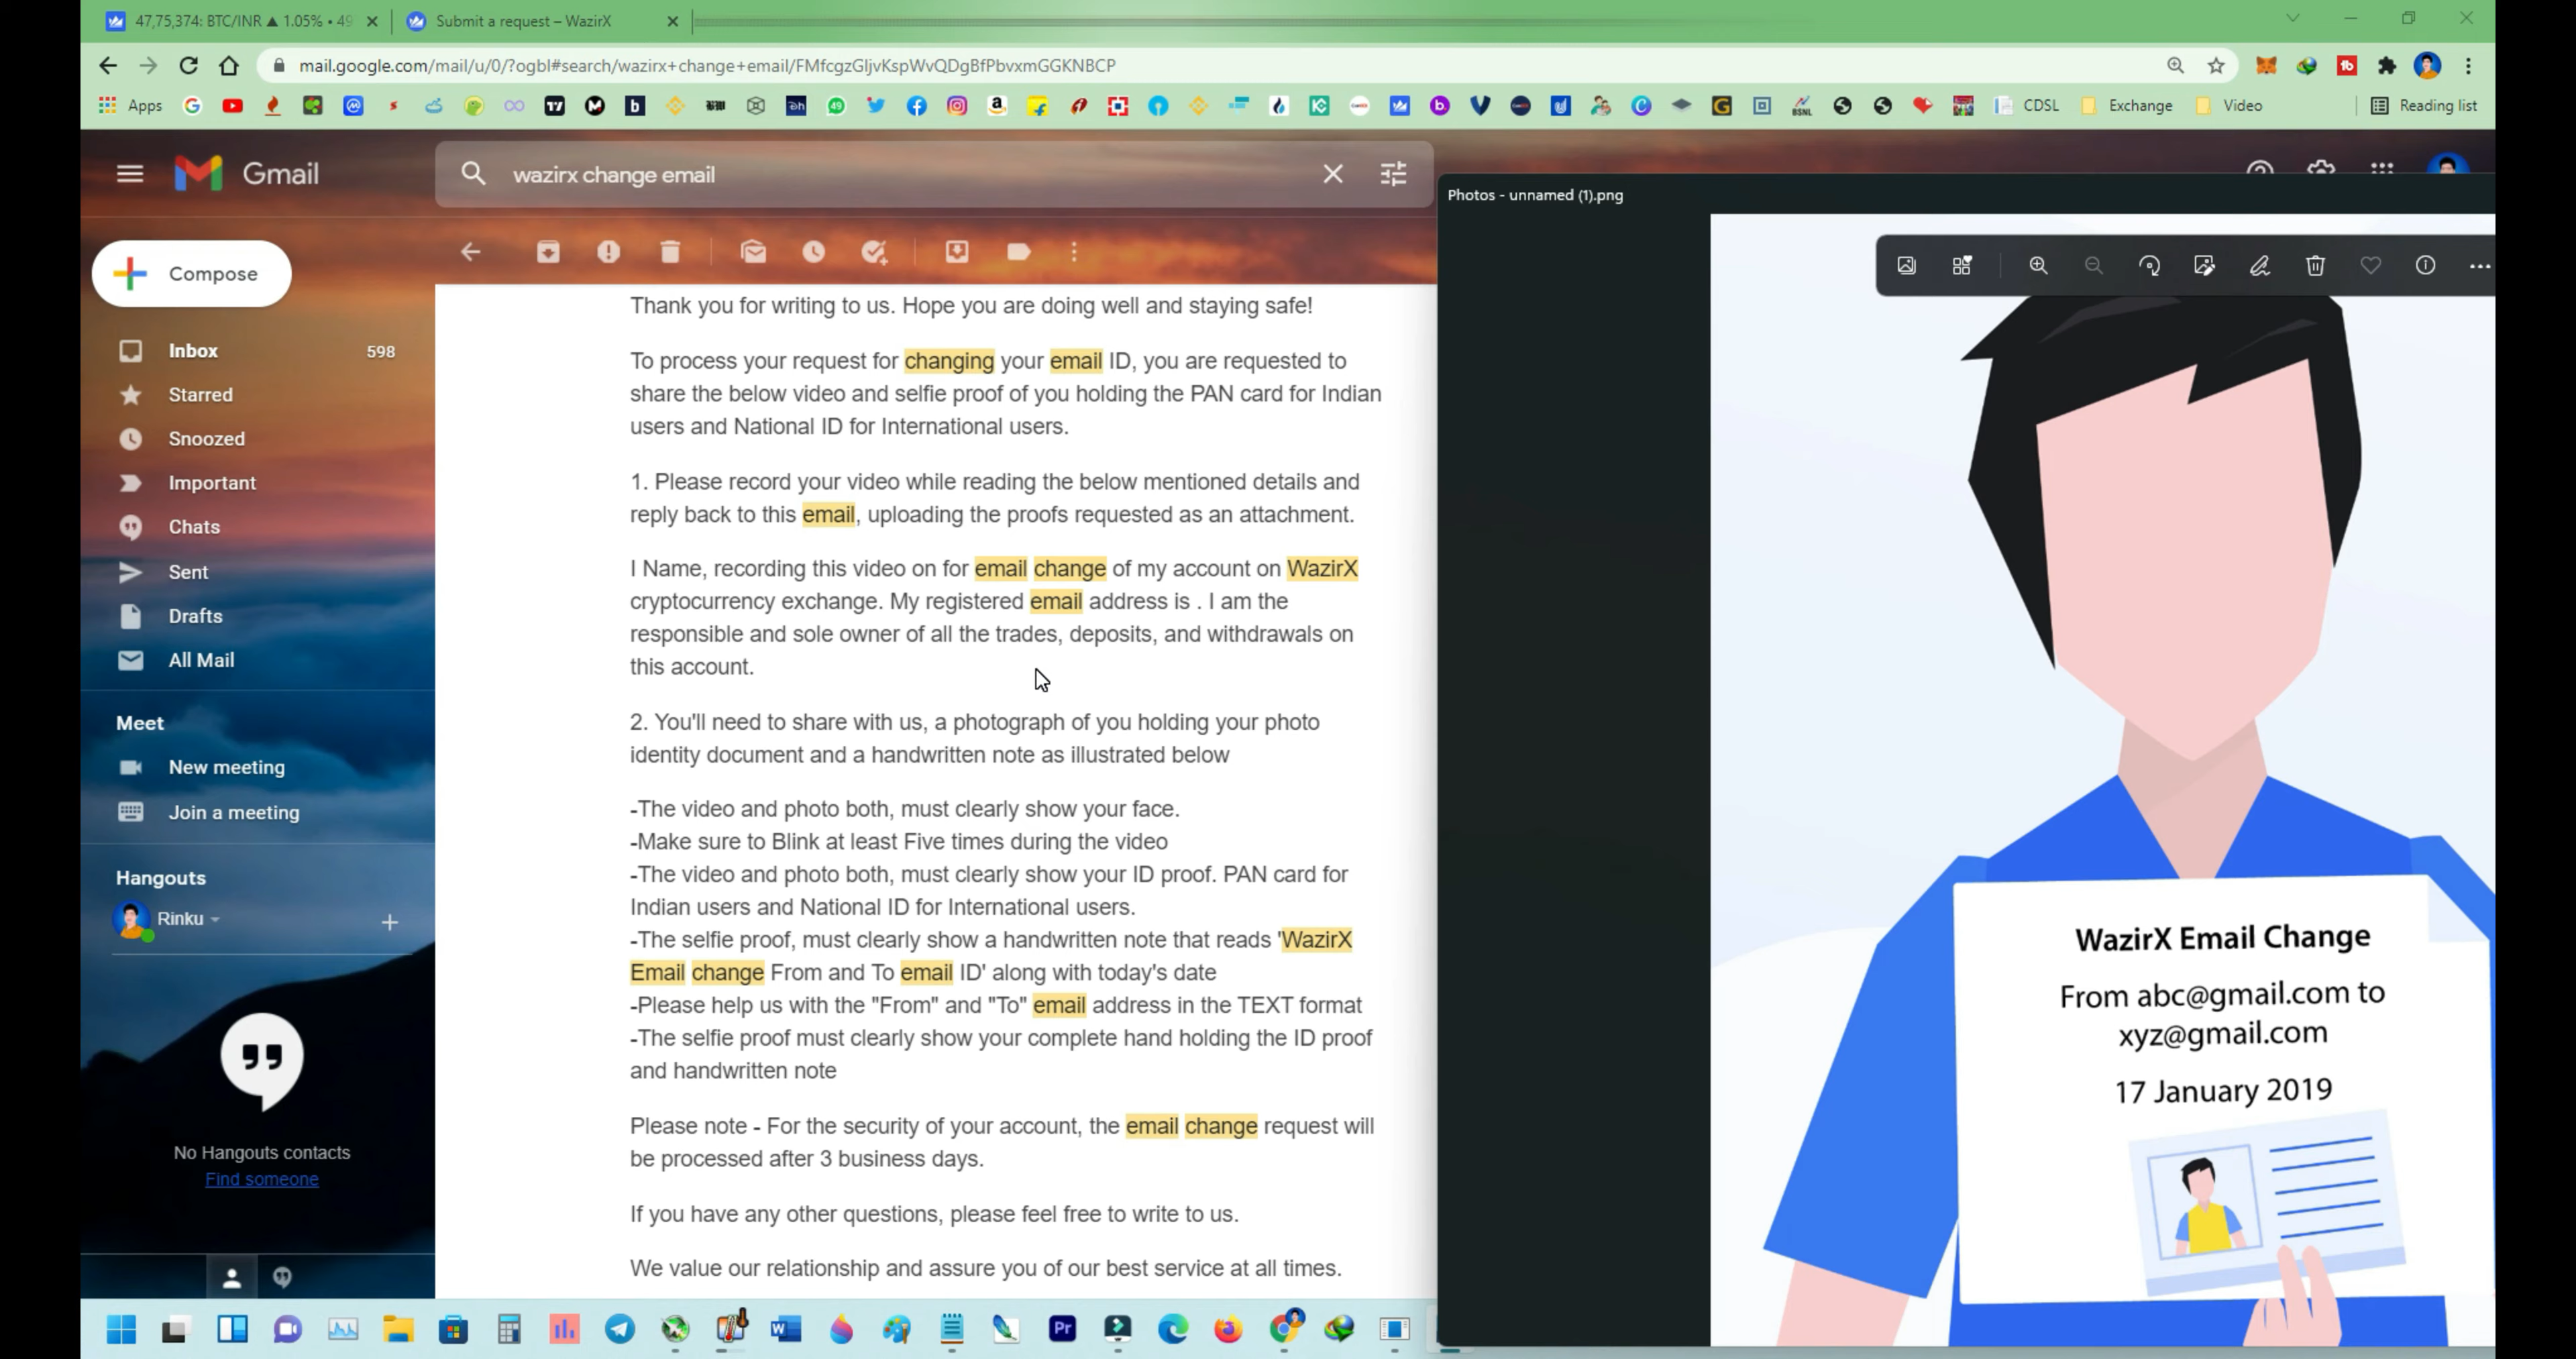 47,75,374: BTC/INR ▲ 1.05% • 49
Submit a request – WazirX
mail.google.com/mail/u/0/?ogbl#search/wazirx+change+email/FMfcgzGljvKspWvQDgBfPbvxmGGKNBCP
Apps
CDSL
Exchange
Video
Reading list
Gmail
wazirx change email
Photos - unnamed (1).png
Compose
Inbox 598
Starred
Snoozed
Important
Chats
Sent
Drafts
All Mail
Meet
New meeting
Join a meeting
Hangouts
Rinku
No Hangouts contacts
Find someone
Thank you for writing to us. Hope you are doing well and staying safe!
To process your request for changing your email ID, you are requested to
share the below video and selfie proof of you holding the PAN card for Indian
users and National ID for International users.
1. Please record your video while reading the below mentioned details and
reply back to this email, uploading the proofs requested as an attachment.
I Name, recording this video on for email change of my account on WazirX
cryptocurrency exchange. My registered email address is . I am the
responsible and sole owner of all the trades, deposits, and withdrawals on
this account.
2. You'll need to share with us, a photograph of you holding your photo
identity document and a handwritten note as illustrated below
-The video and photo both, must clearly show your face.
-Make sure to Blink at least Five times during the video
-The video and photo both, must clearly show your ID proof. PAN card for
Indian users and National ID for International users.
-The selfie proof, must clearly show a handwritten note that reads 'WazirX
Email change From and To email ID' along with today's date
-Please help us with the "From" and "To" email address in the TEXT format
-The selfie proof must clearly show your complete hand holding the ID proof
and handwritten note
Please note - For the security of your account, the email change request will
be processed after 3 business days.
If you have any other questions, please feel free to write to us.
We value our relationship and assure you of our best service at all times.
WazirX Email Change
From abc@gmail.com to
xyz@gmail.com
17 January 2019